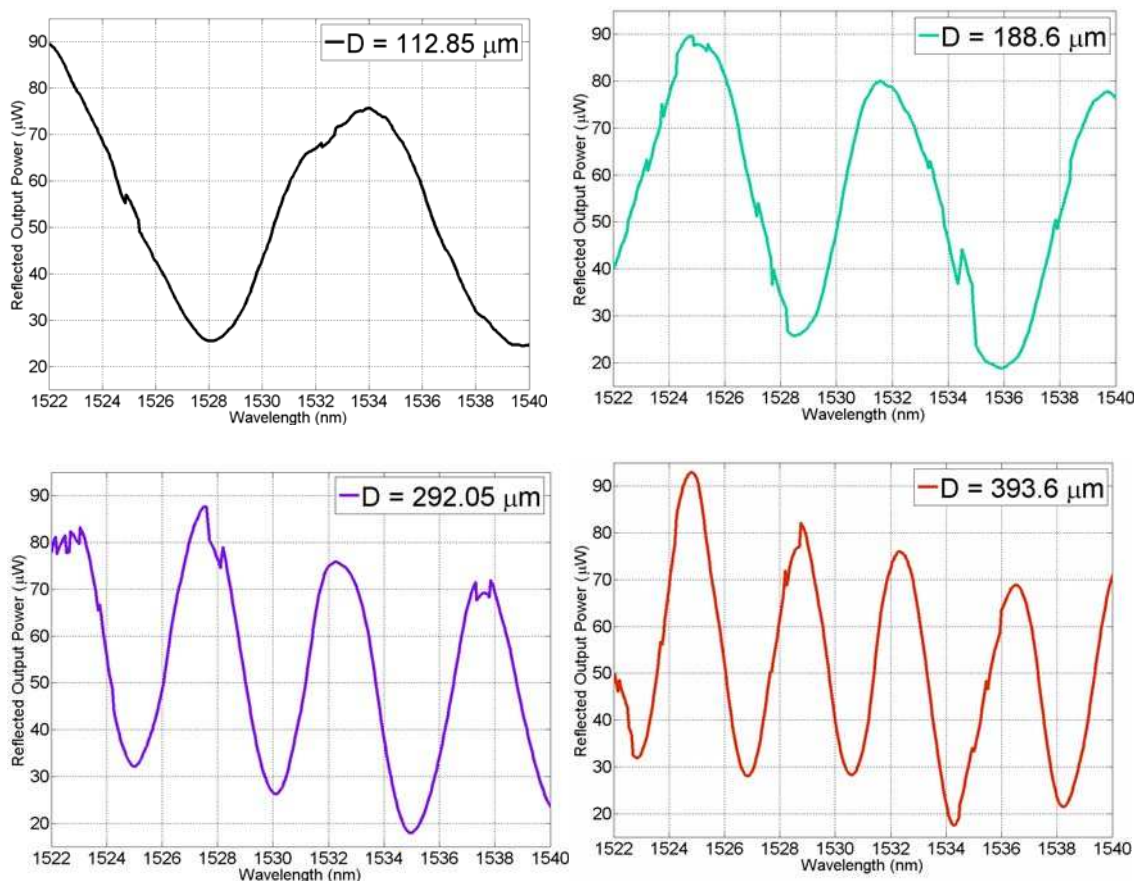 D = 112.85 μm
Reflected Output Power (μW)
90
80
70
60
50
40
30
20
1522 1524 1526 1528 1530 1532 1534 1536 1538 1540
Wavelength (nm)
D = 188.6 μm
Reflected Output Power (μW)
90
80
70
60
50
40
30
20
1522 1524 1526 1528 1530 1532 1534 1536 1538 1540
Wavelength (nm)
D = 292.05 μm
Reflected Output Power (μW)
90
80
70
60
50
40
30
20
1522 1524 1526 1528 1530 1532 1534 1536 1538 1540
Wavelength (nm)
D = 393.6 μm
Reflected Output Power (μW)
90
80
70
60
50
40
30
20
1522 1524 1526 1528 1530 1532 1534 1536 1538 1540
Wavelength (nm)